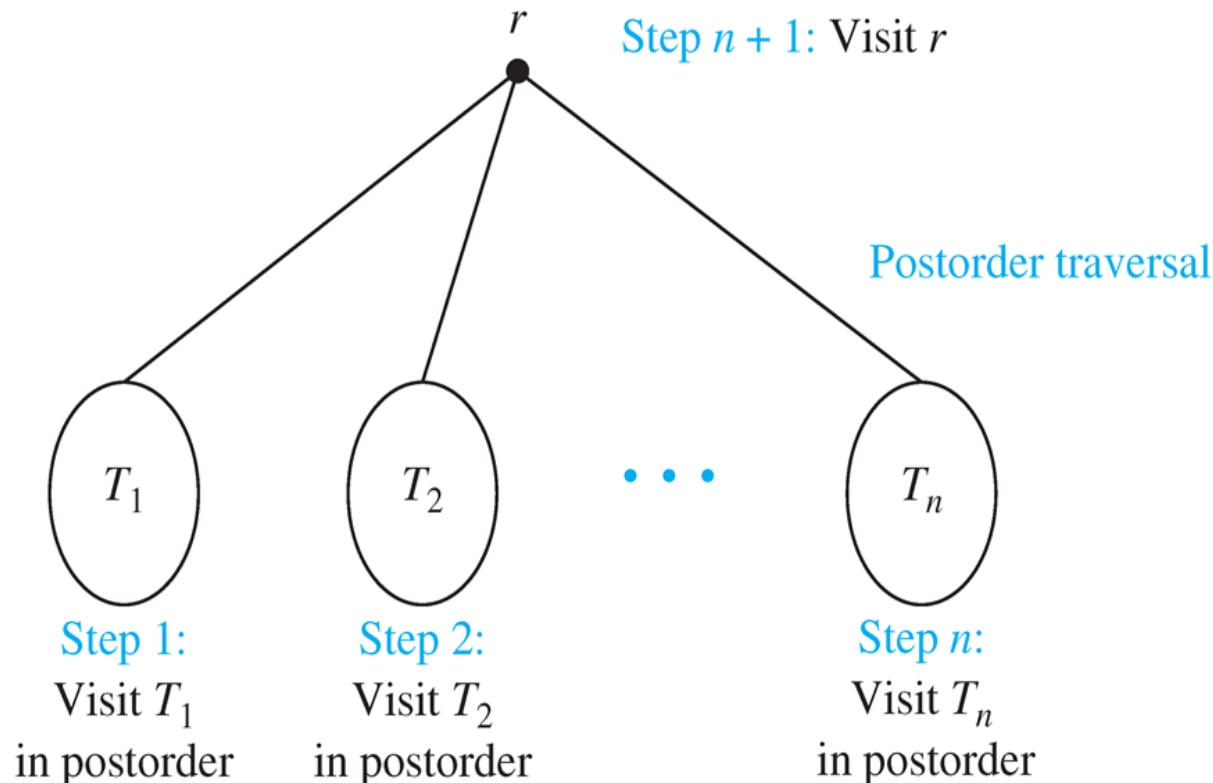 r
Step n + 1: Visit r
Postorder traversal
T₁
T₂
Tₙ
Step 1:
Visit T₁
in postorder
Step 2:
Visit T₂
in postorder
Step n:
Visit Tₙ
in postorder